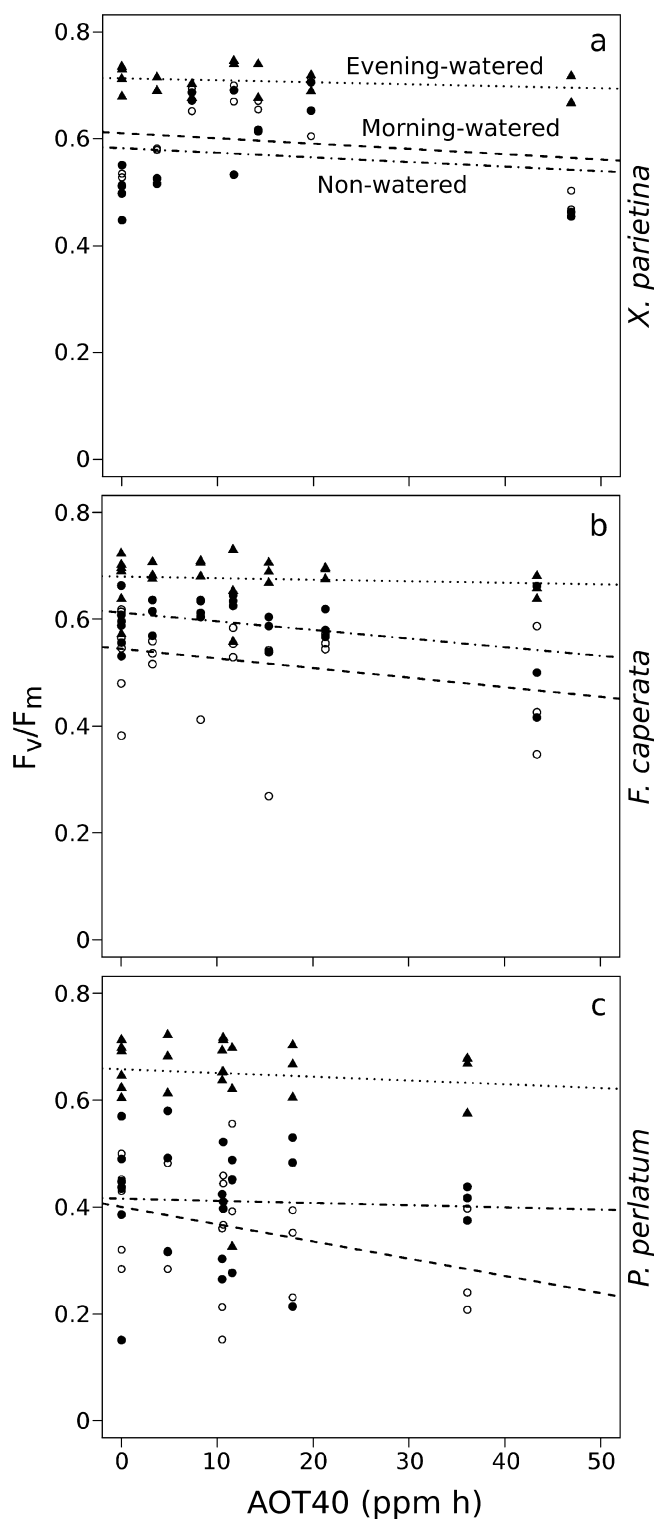 a
0.8
Evening-watered
Morning-watered
0.6
Non-watered
0.4
0.2
0
X. parietina
b
0.8
0.6
0.4
0.2
0
F. caperata
Fv/Fm
c
0.8
0.6
0.4
0.2
0
P. perlatum
0 10 20 30 40 50
AOT40 (ppm h)